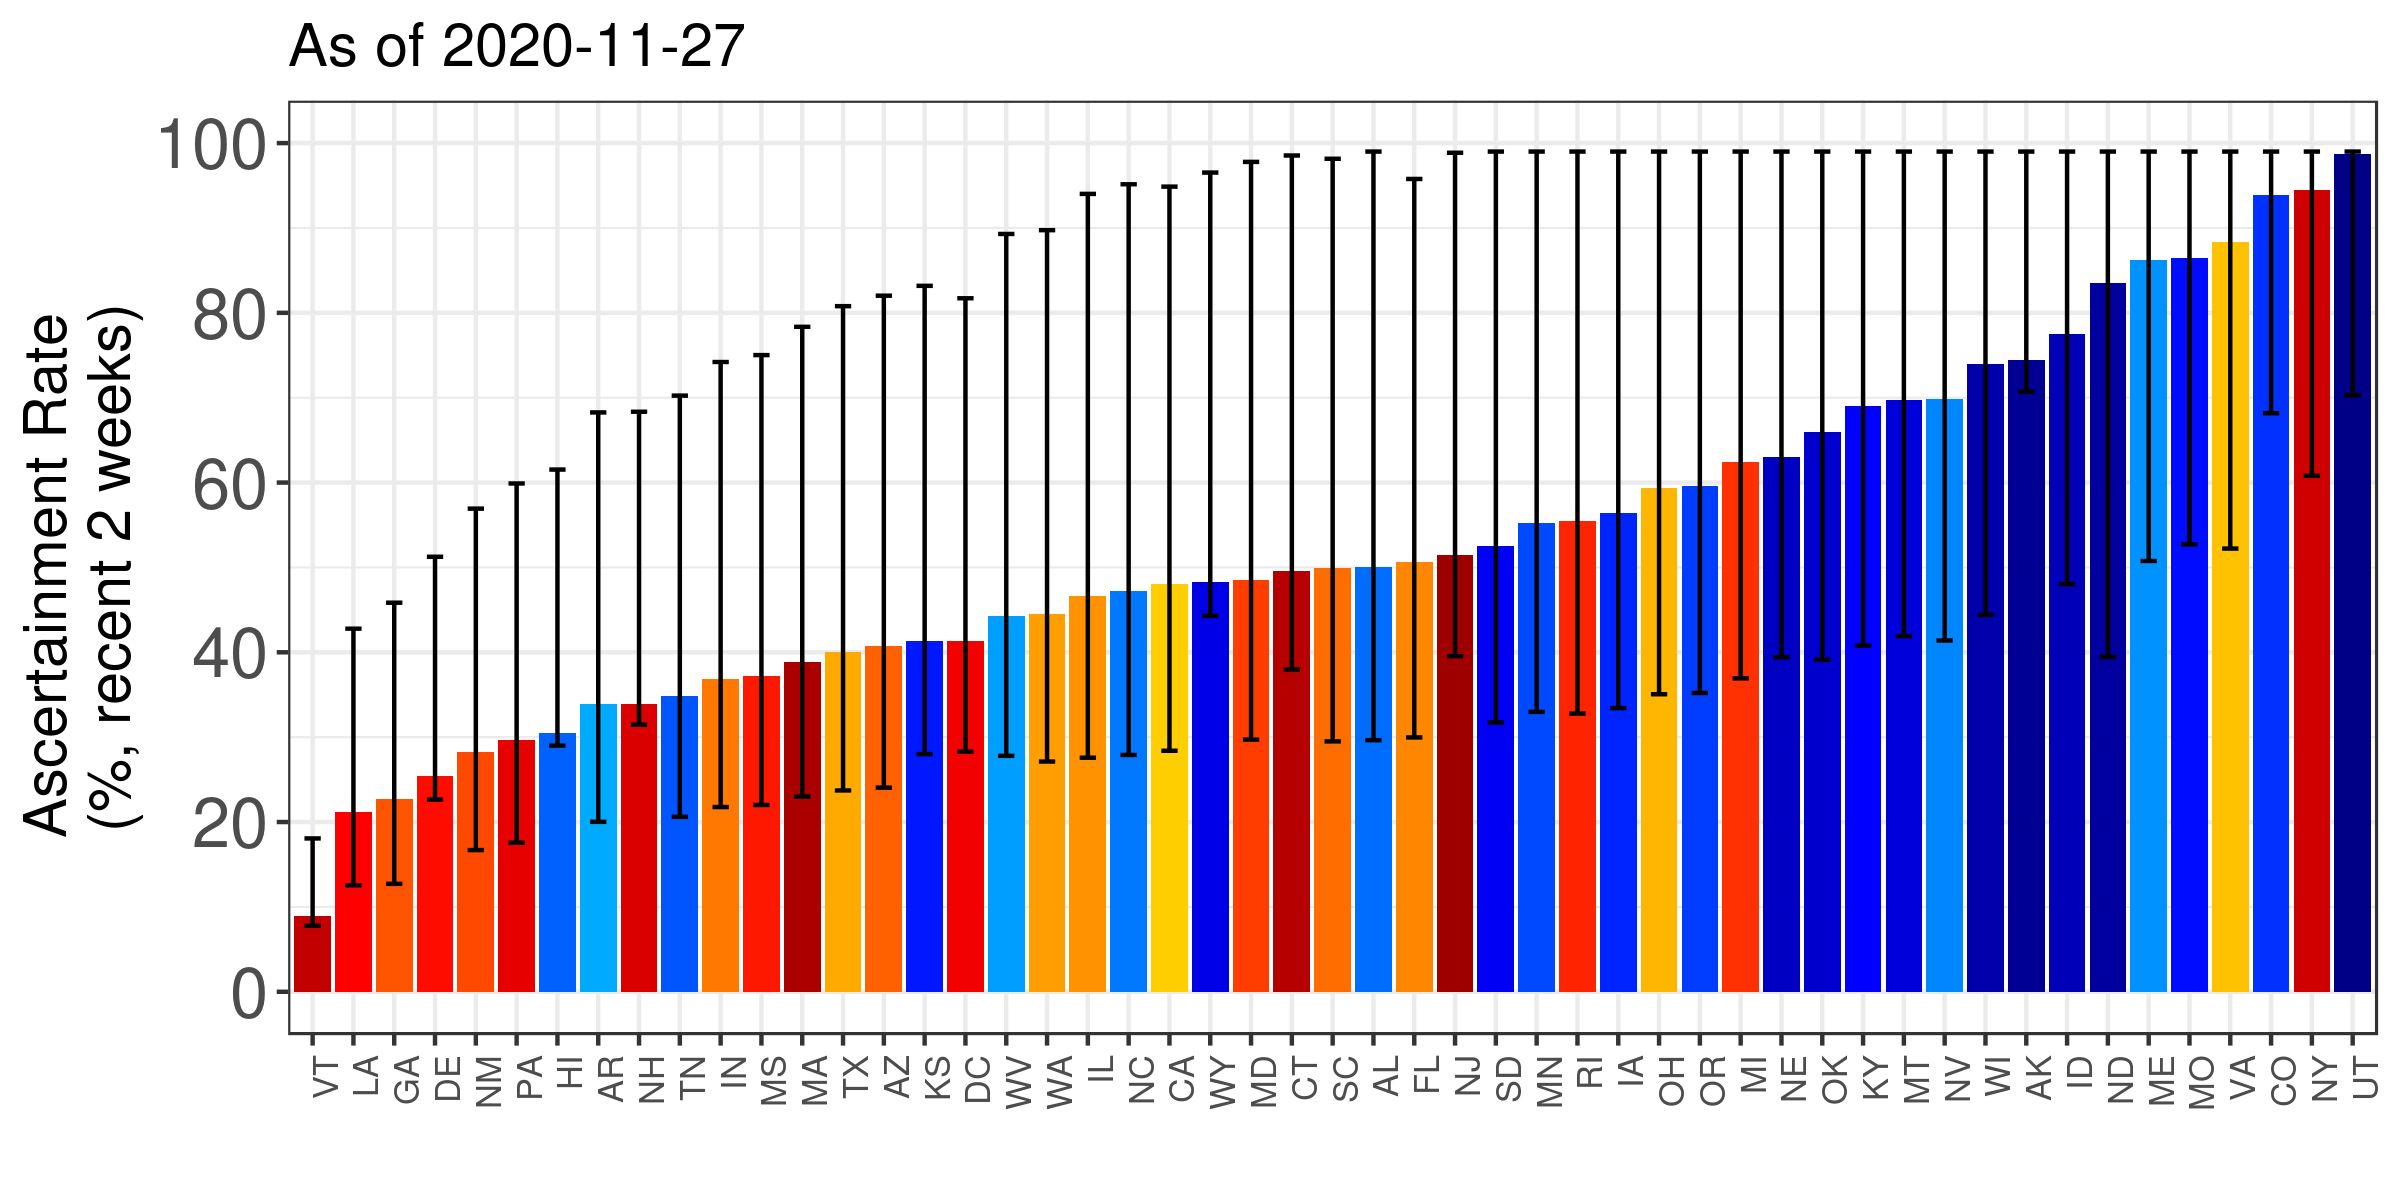 As of 2020-11-27
Ascertainment Rate
(%, recent 2 weeks)
100
80
60
40
20
0
VT LA GA DE NM PA HI AR NH TN IN MS MA TX AZ KS DC WV WA IL NC CA WY MD CT SC AL FL NJ SD MN RI IA OH OR MI NE OK KY MT NV WI AK ID ND ME MO VA CO NY UT